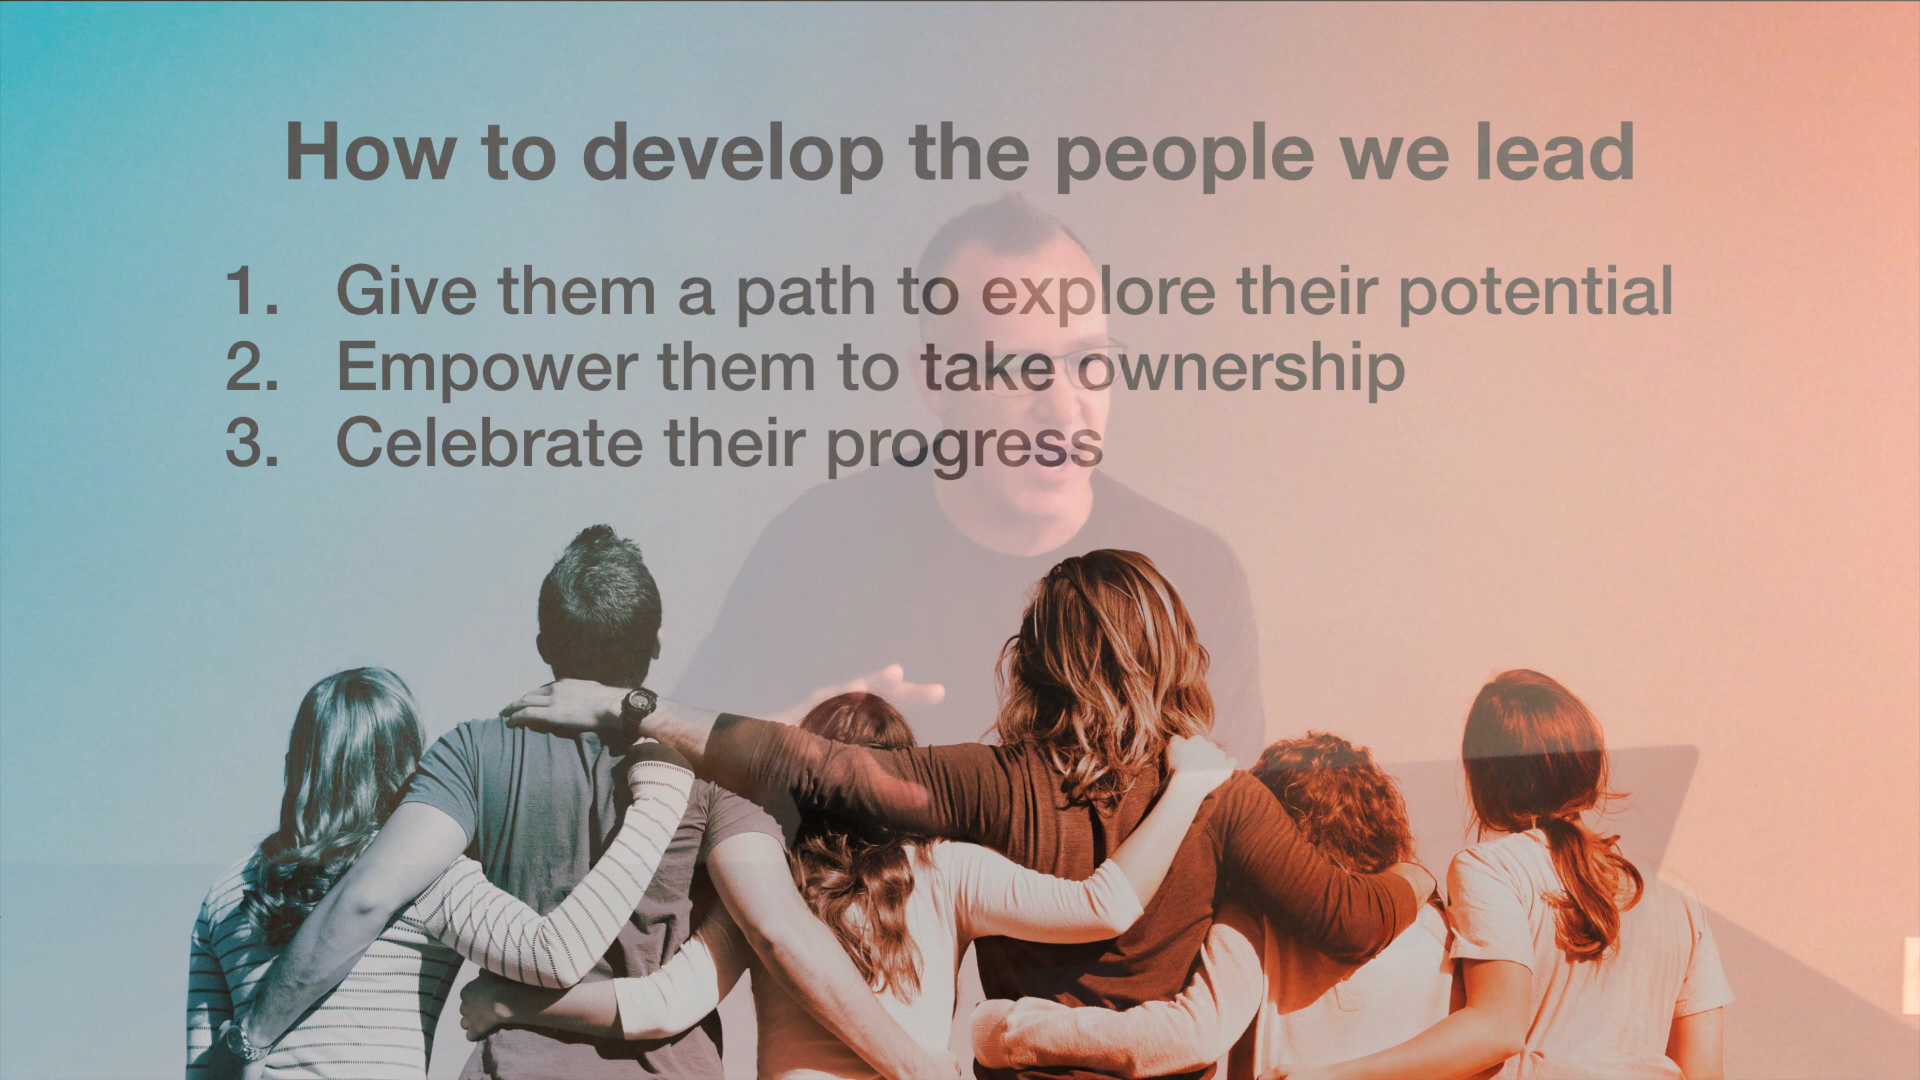 How to develop the people we lead
1. Give them a path to explore their potential
2. Empower them to take ownership
3. Celebrate their progress